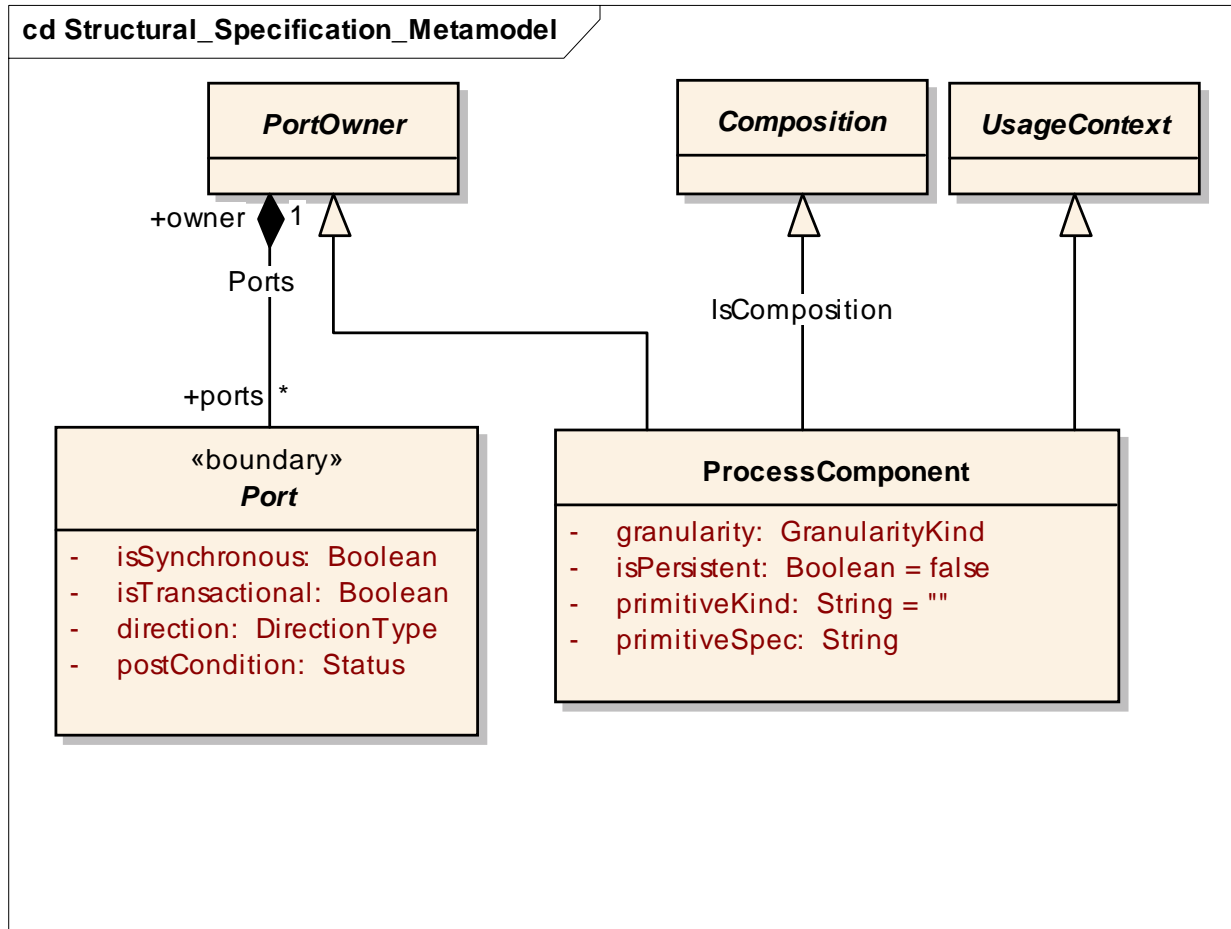 cd Structural_Specification_Metamodel
PortOwner
Composition
UsageContext
+owner 1
Ports
IsComposition
+ports *
«boundary»
Port
- isSynchronous: Boolean
- isTransactional: Boolean
- direction: DirectionType
- postCondition: Status
ProcessComponent
- granularity: GranularityKind
- isPersistent: Boolean = false
- primitiveKind: String = ""
- primitiveSpec: String